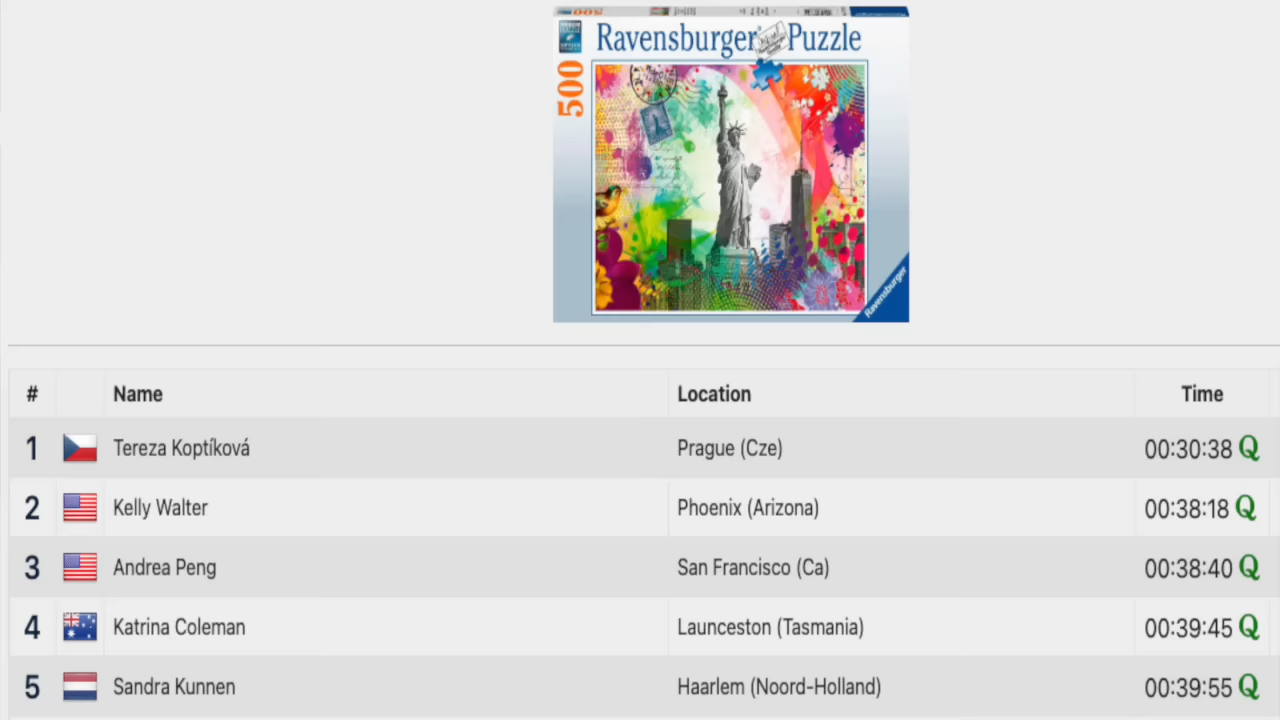 Ravensburger Puzzle
500
Ravensburger
# Name Location Time
1 Tereza Koptíková Prague (Cze) 00:30:38 Q
2 Kelly Walter Phoenix (Arizona) 00:38:18 Q
3 Andrea Peng San Francisco (Ca) 00:38:40 Q
4 Katrina Coleman Launceston (Tasmania) 00:39:45 Q
5 Sandra Kunnen Haarlem (Noord-Holland) 00:39:55 Q